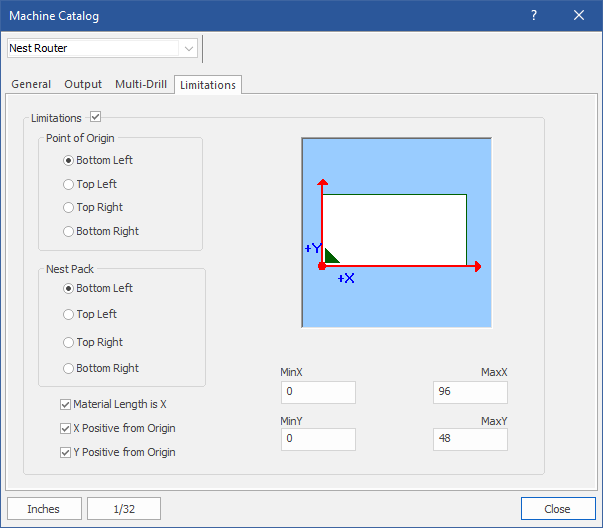 Machine Catalog ?
Nest Router
General Output Multi-Drill Limitations
Limitations
Point of Origin
Bottom Left
Top Left
Top Right
Bottom Right
Nest Pack
Bottom Left
Top Left
Top Right
Bottom Right
Material Length is X
X Positive from Origin
Y Positive from Origin
+Y
+X
MinX MaxX
0 96
MinY MaxY
0 48
Inches 1/32 Close